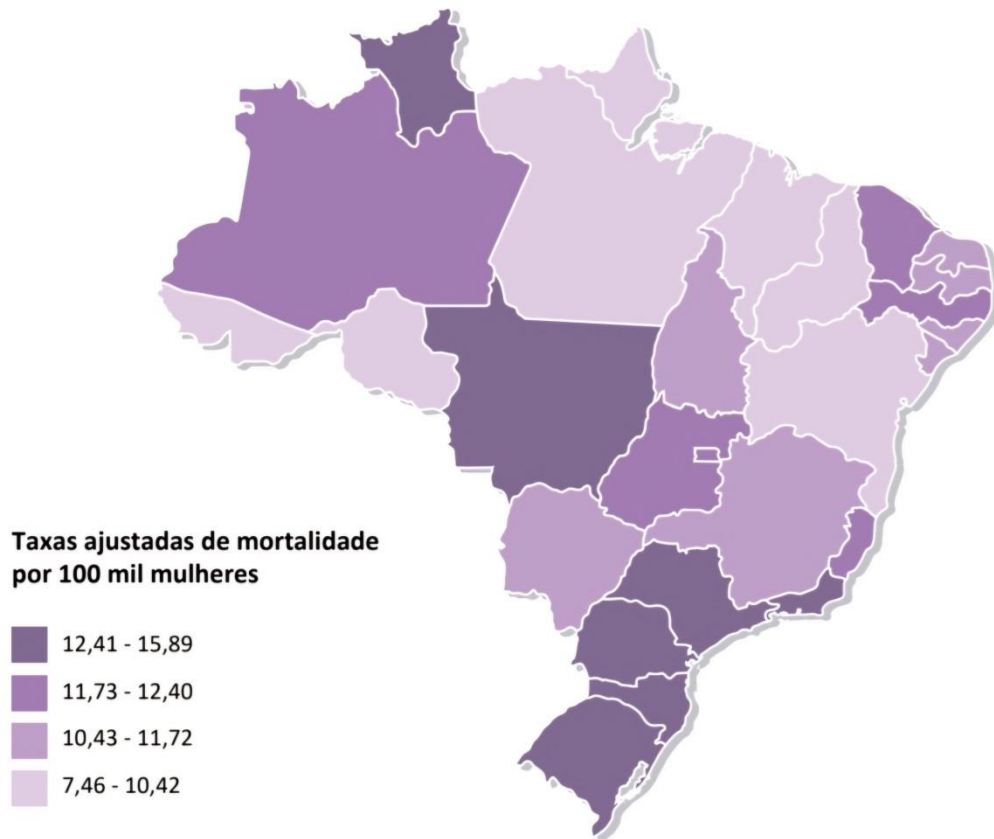 Taxas ajustadas de mortalidade
por 100 mil mulheres
12,41 - 15,89
11,73 - 12,40
10,43 - 11,72
7,46 - 10,42